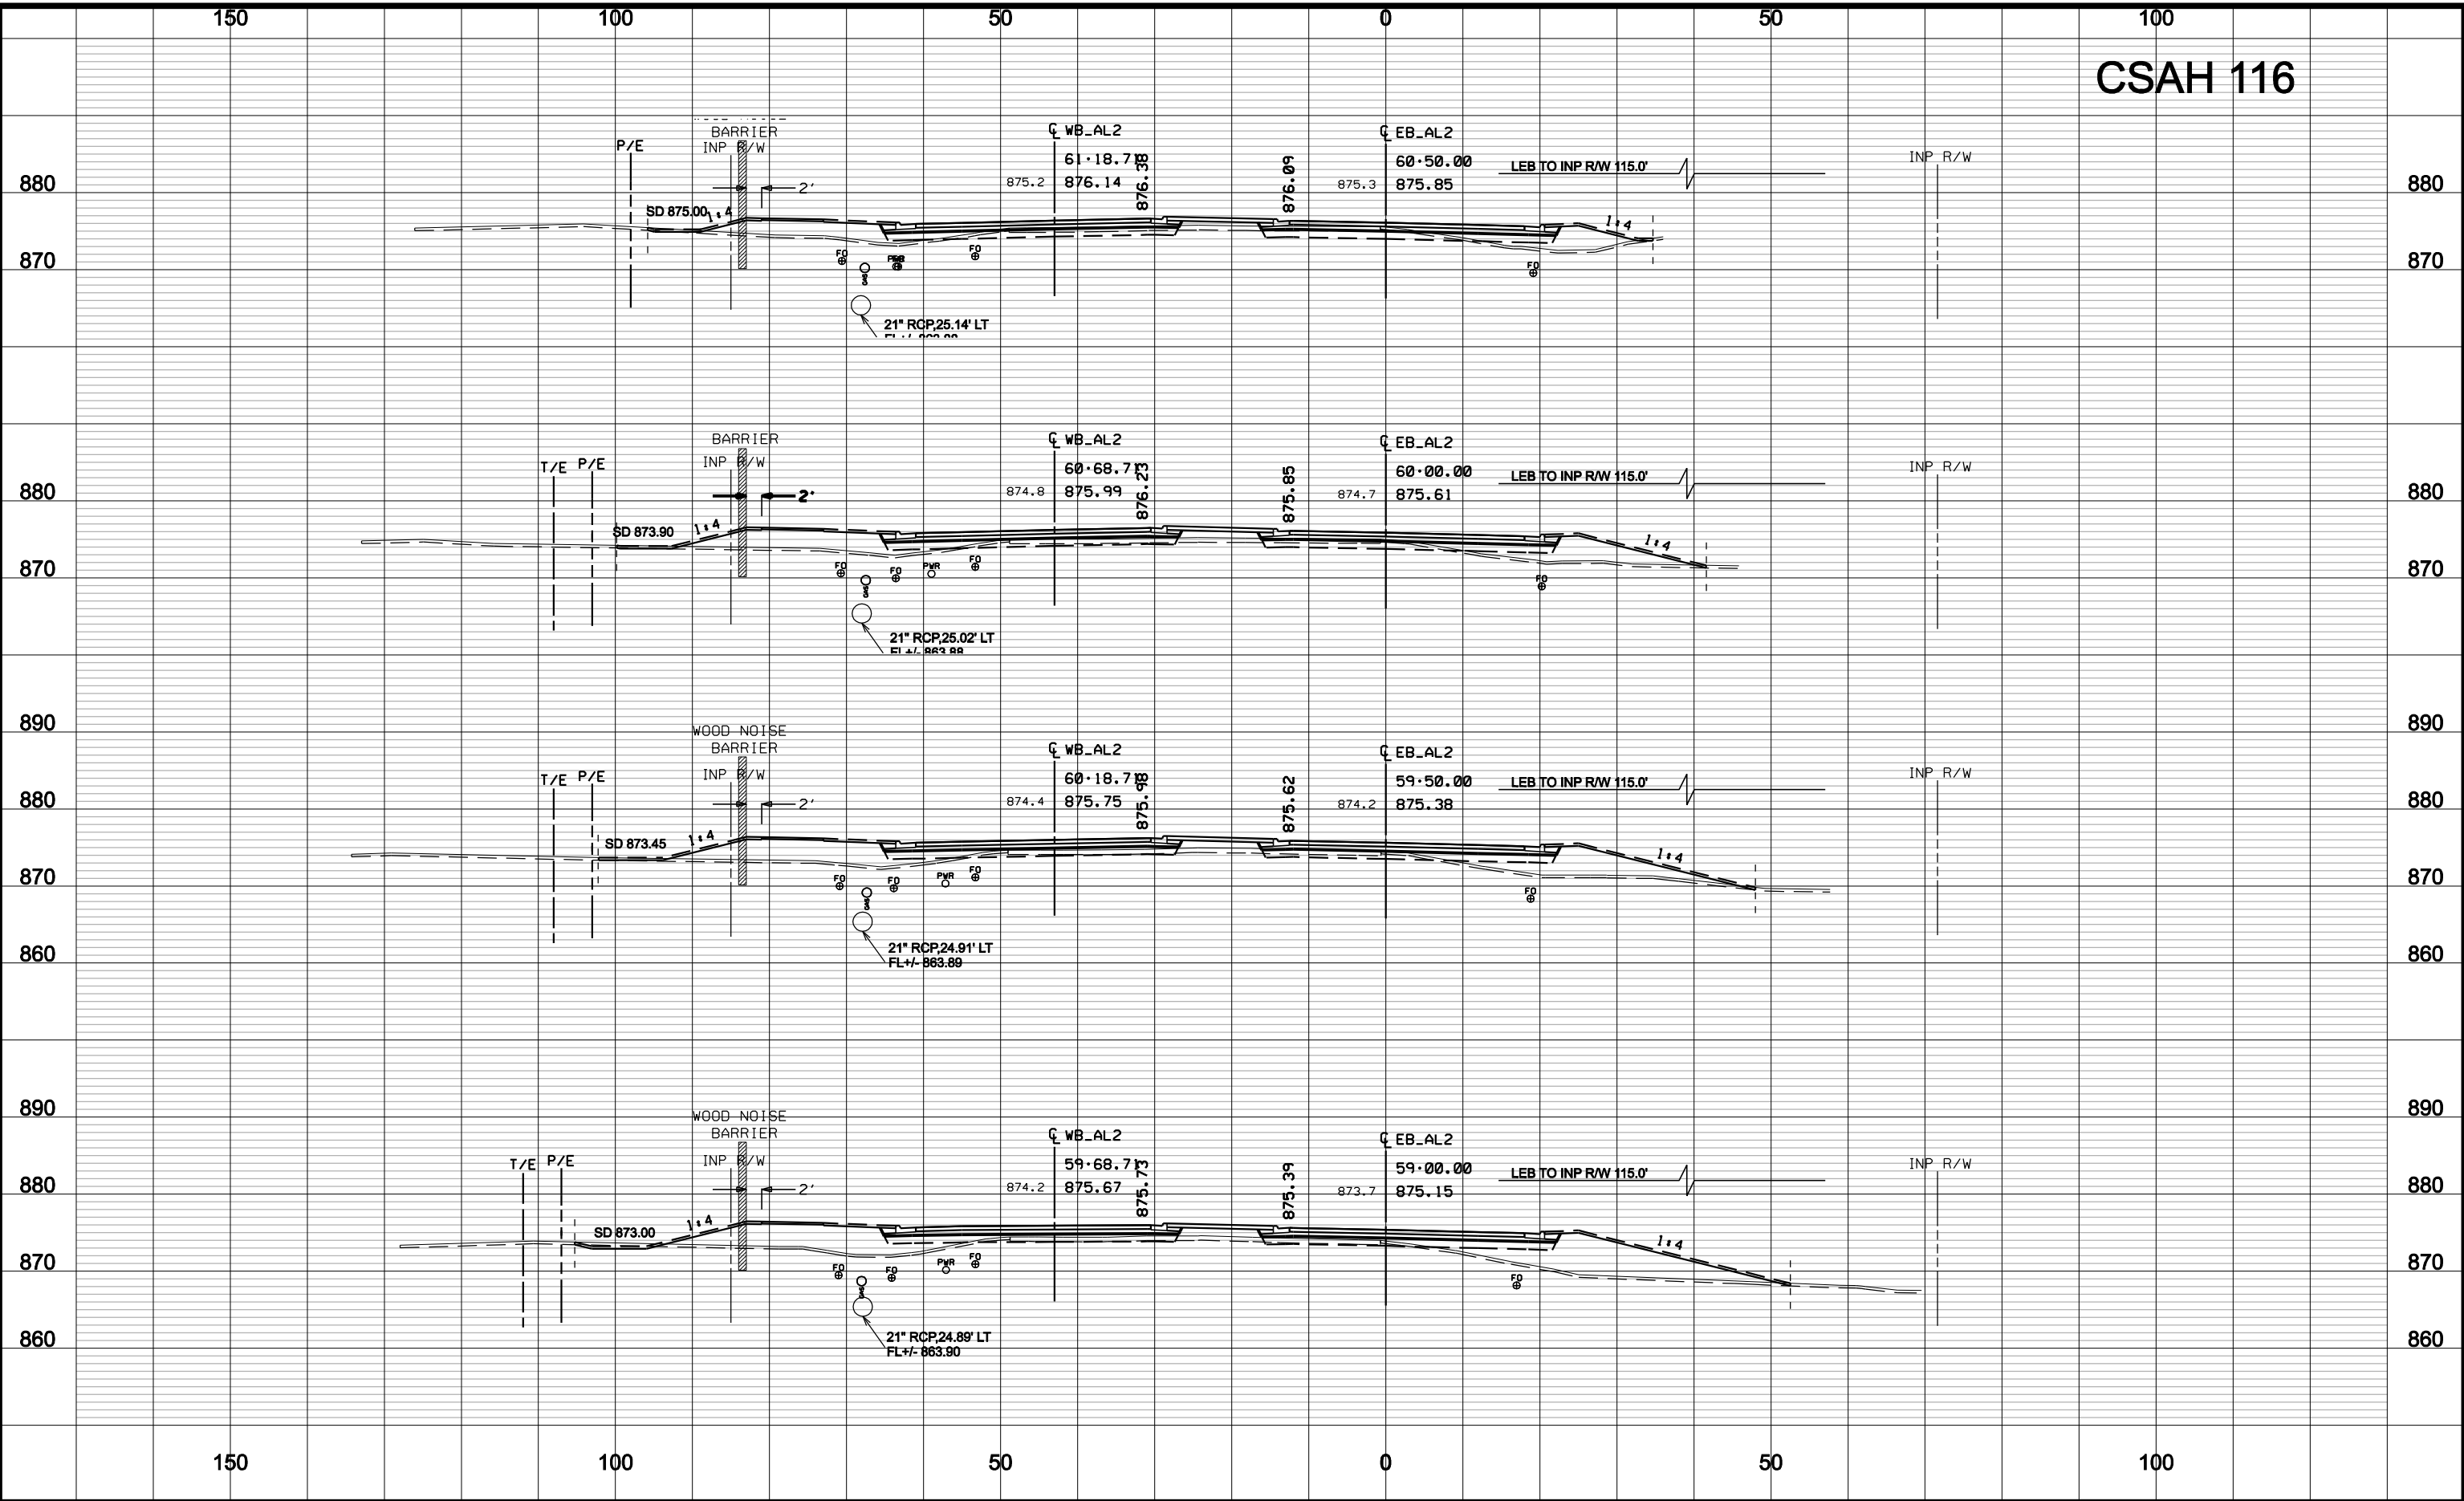 150 100 50 0 50 100
CSAH 116
BARRIER
P/E
INP R/W
2'
SD 875.00
1:4
℄ WB_AL2
61+18.71
875.2 876.14
876.38
876.09
℄ EB_AL2
60+50.00
875.3 875.85
LEB TO INP R/W 115.0'
1:4
INP R/W
880 880
870 870
FO
FO
FO
21" RCP,25.14' LT
BARRIER
T/E P/E
INP R/W
2'
SD 873.90
1:4
℄ WB_AL2
60+68.71
874.8 875.99
876.23
875.85
℄ EB_AL2
60+00.00
874.7 875.61
LEB TO INP R/W 115.0'
1:4
INP R/W
880 880
870 870
FO
FO
PWR
FO
FO
21" RCP,25.02' LT
FL+/- 863.88
890 890
WOOD NOISE
BARRIER
T/E P/E
INP R/W
2'
SD 873.45
1:4
℄ WB_AL2
60+18.71
874.4 875.75
875.98
875.62
℄ EB_AL2
59+50.00
874.2 875.38
LEB TO INP R/W 115.0'
1:4
INP R/W
880 880
870 870
FO
FO
PWR
FO
FO
21" RCP,24.91' LT
FL+/- 863.89
860 860
890 890
WOOD NOISE
BARRIER
T/E P/E
INP R/W
2'
SD 873.00
1:4
℄ WB_AL2
59+68.71
874.2 875.67
875.73
875.39
℄ EB_AL2
59+00.00
873.7 875.15
LEB TO INP R/W 115.0'
1:4
INP R/W
880 880
870 870
FO
FO
PWR
FO
FO
21" RCP,24.89' LT
FL+/- 863.90
860 860
150 100 50 0 50 100